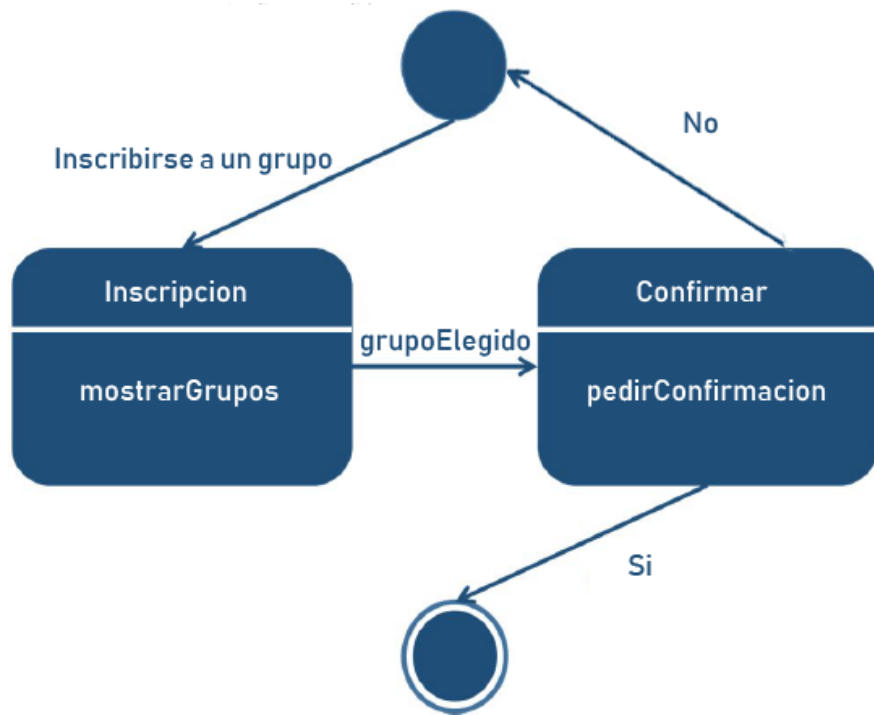 No
Inscribirse a un grupo
Inscripcion
Confirmar
grupoElegido
mostrarGrupos
pedirConfirmacion
Si